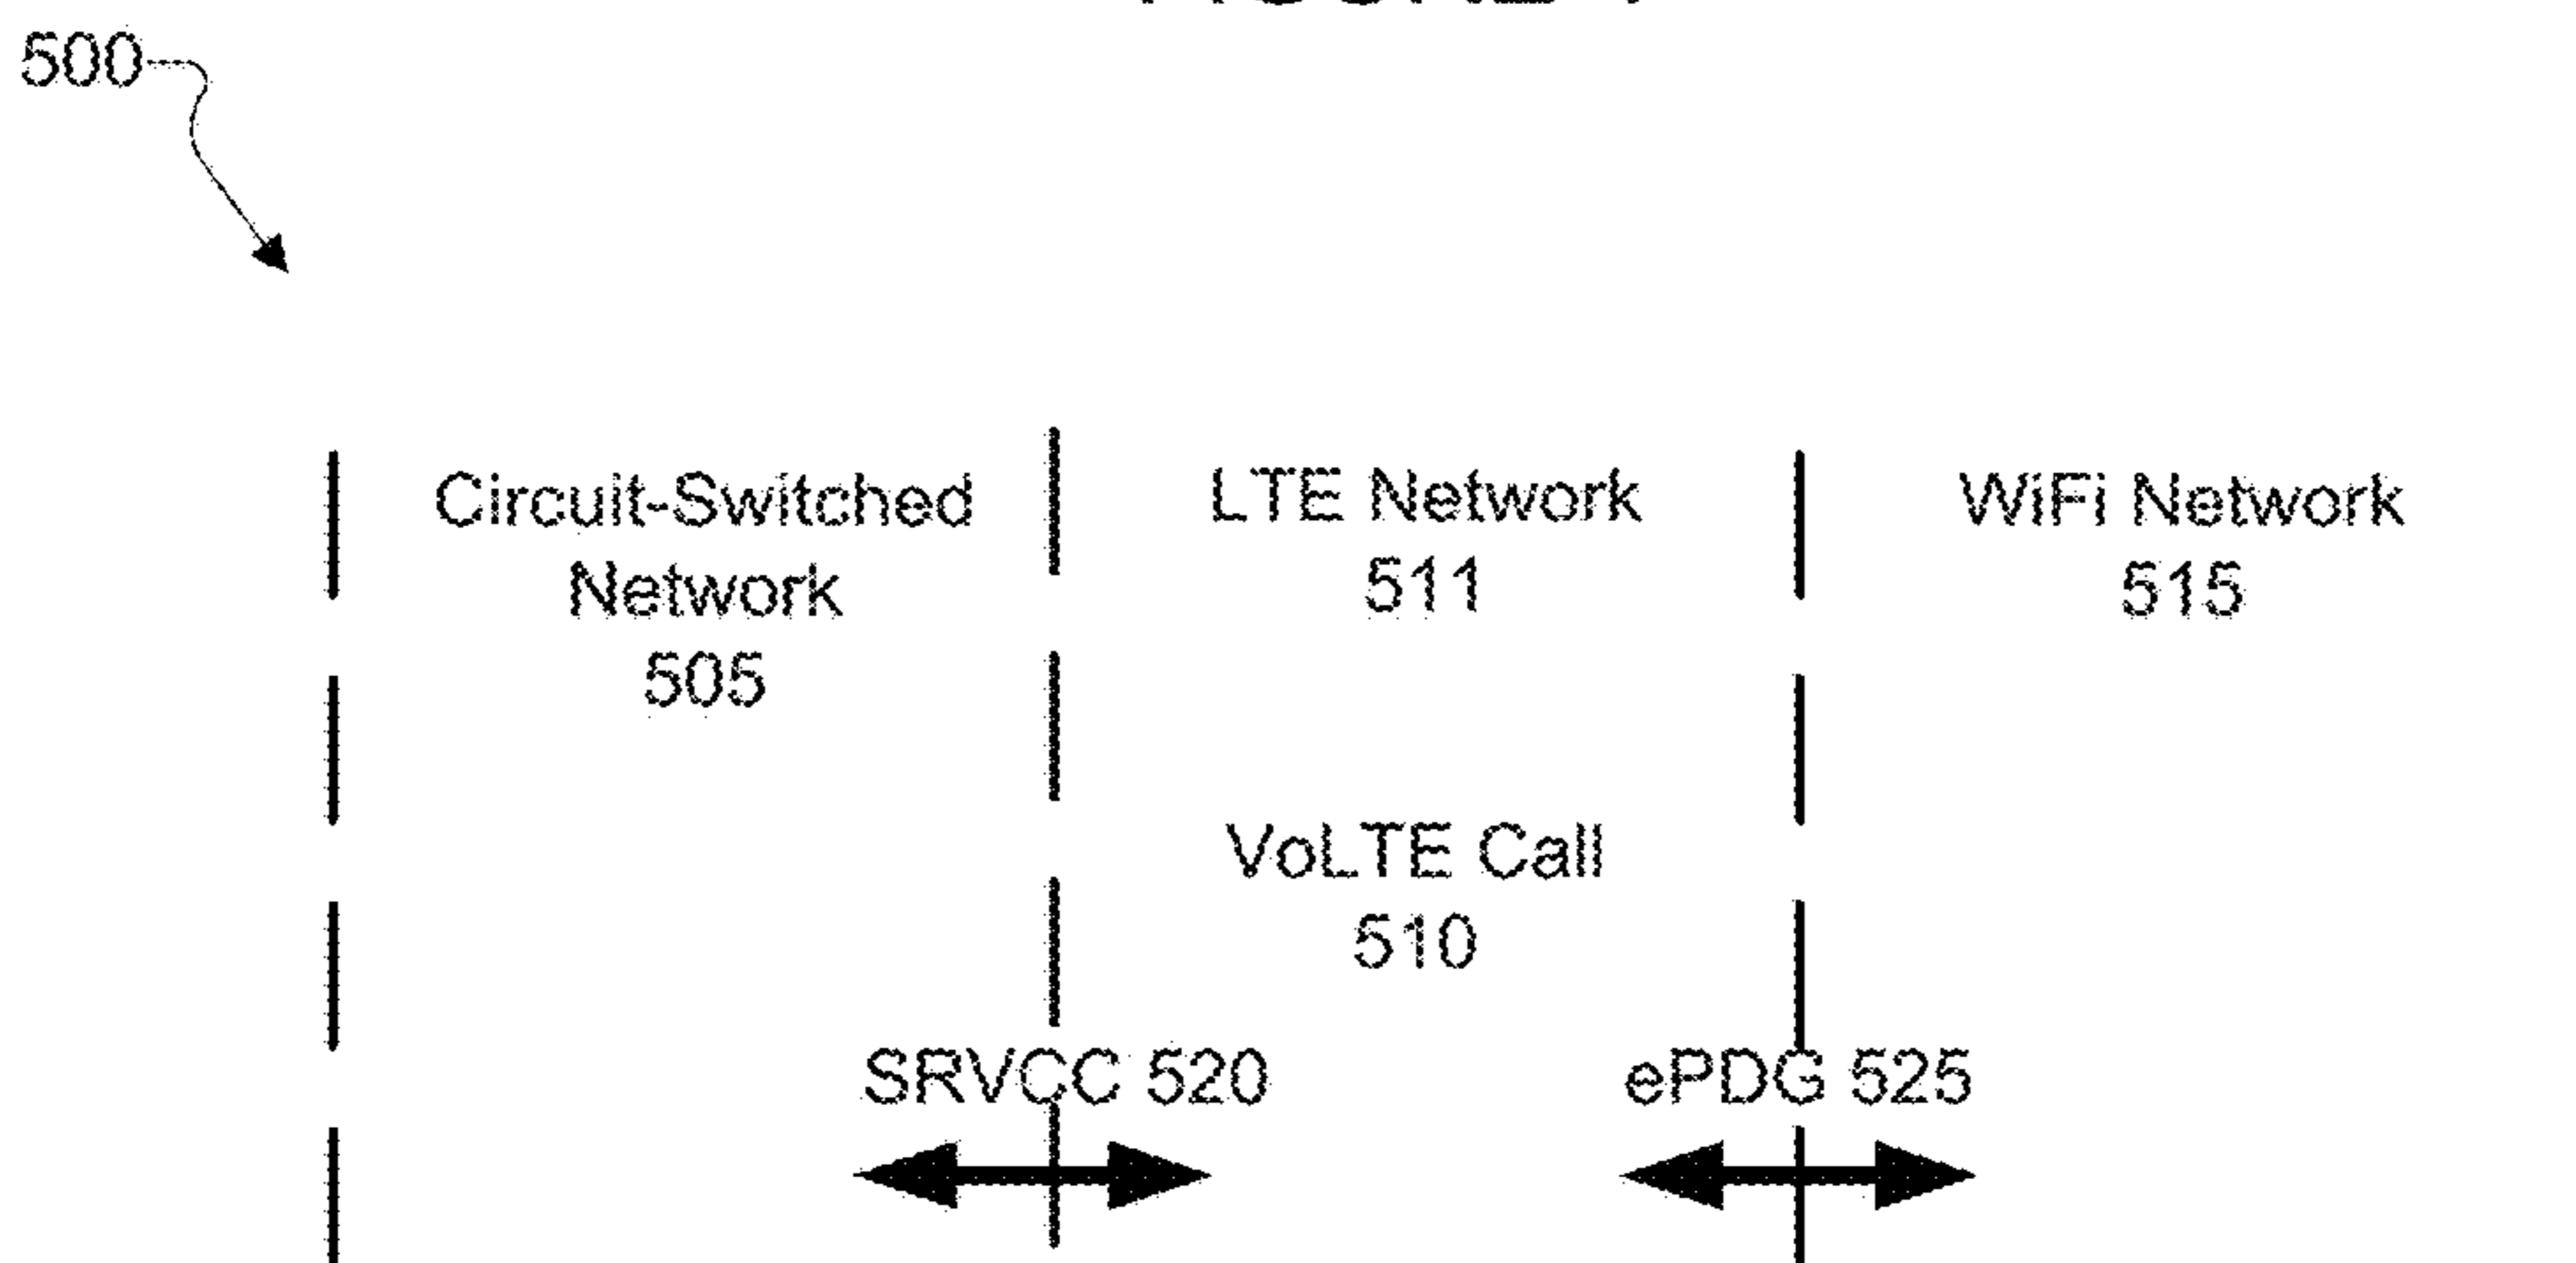 500
Circuit-Switched
Network
505
LTE Network
511
WiFi Network
515
VoLTE Call
510
SRVCC 520
ePDG 525